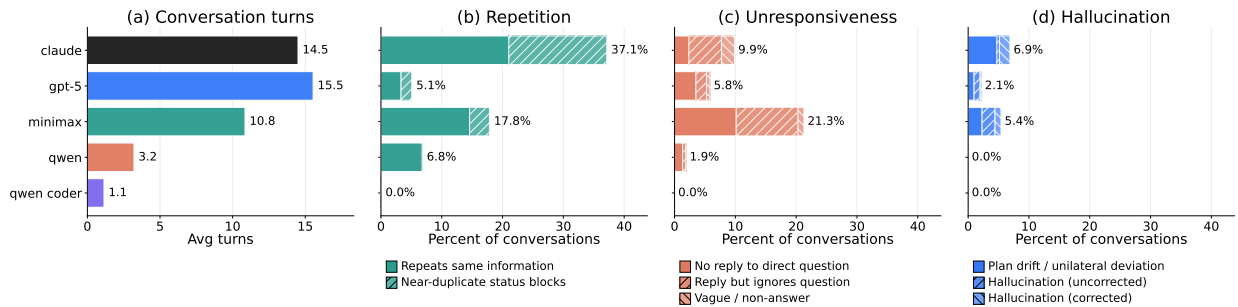 (a) Conversation turns
claude
14.5
gpt-5
15.5
minimax
10.8
qwen
3.2
qwen coder
1.1
0 5 10 15
Avg turns
(b) Repetition
37.1%
5.1%
17.8%
6.8%
0.0%
0 10 20 30 40
Percent of conversations
Repeats same information
Near-duplicate status blocks
(c) Unresponsiveness
9.9%
5.8%
21.3%
1.9%
0.0%
0 10 20 30 40
Percent of conversations
No reply to direct question
Reply but ignores question
Vague / non-answer
(d) Hallucination
6.9%
2.1%
5.4%
0.0%
0.0%
0 10 20 30 40
Percent of conversations
Plan drift / unilateral deviation
Hallucination (uncorrected)
Hallucination (corrected)